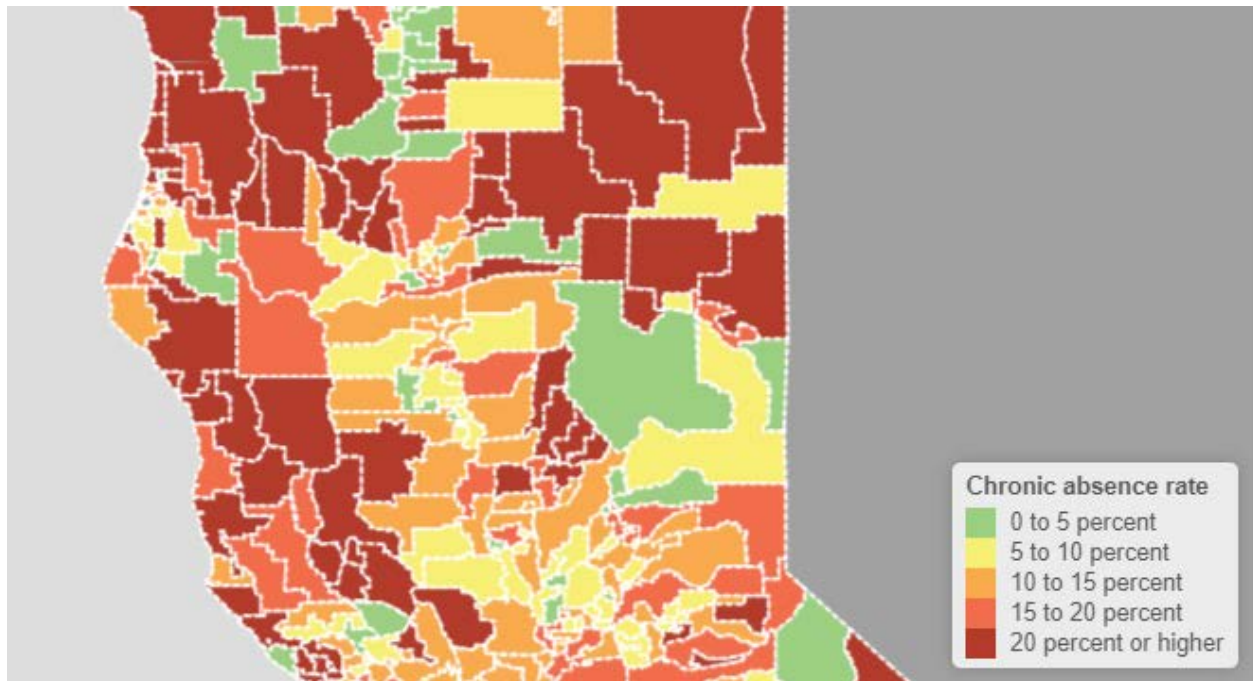 Chronic absence rate
0 to 5 percent
5 to 10 percent
10 to 15 percent
15 to 20 percent
20 percent or higher